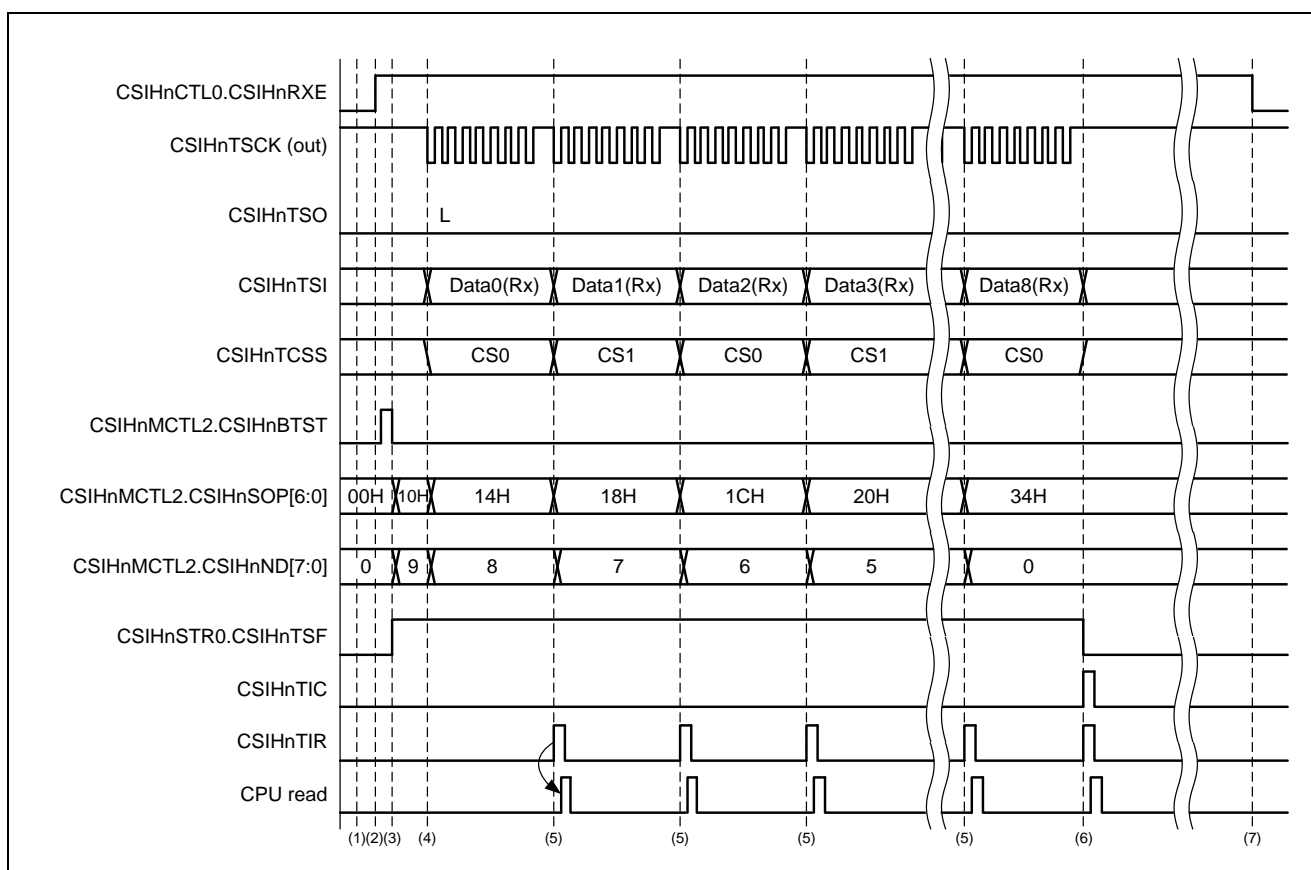 CSIHnCTL0.CSIHnRXE
CSIHnTSCK (out)
CSIHnTSO L
CSIHnTSI Data0(Rx) Data1(Rx) Data2(Rx) Data3(Rx) Data8(Rx)
CSIHnTCSS CS0 CS1 CS0 CS1 CS0
CSIHnMCTL2.CSIHnBTST
CSIHnMCTL2.CSIHnSOP[6:0] 00H 10H 14H 18H 1CH 20H 34H
CSIHnMCTL2.CSIHnND[7:0] 0 9 8 7 6 5 0
CSIHnSTR0.CSIHnTSF
CSIHnTIC
CSIHnTIR
CPU read
(1) (2) (3) (4) (5) (5) (5) (5) (6) (7)